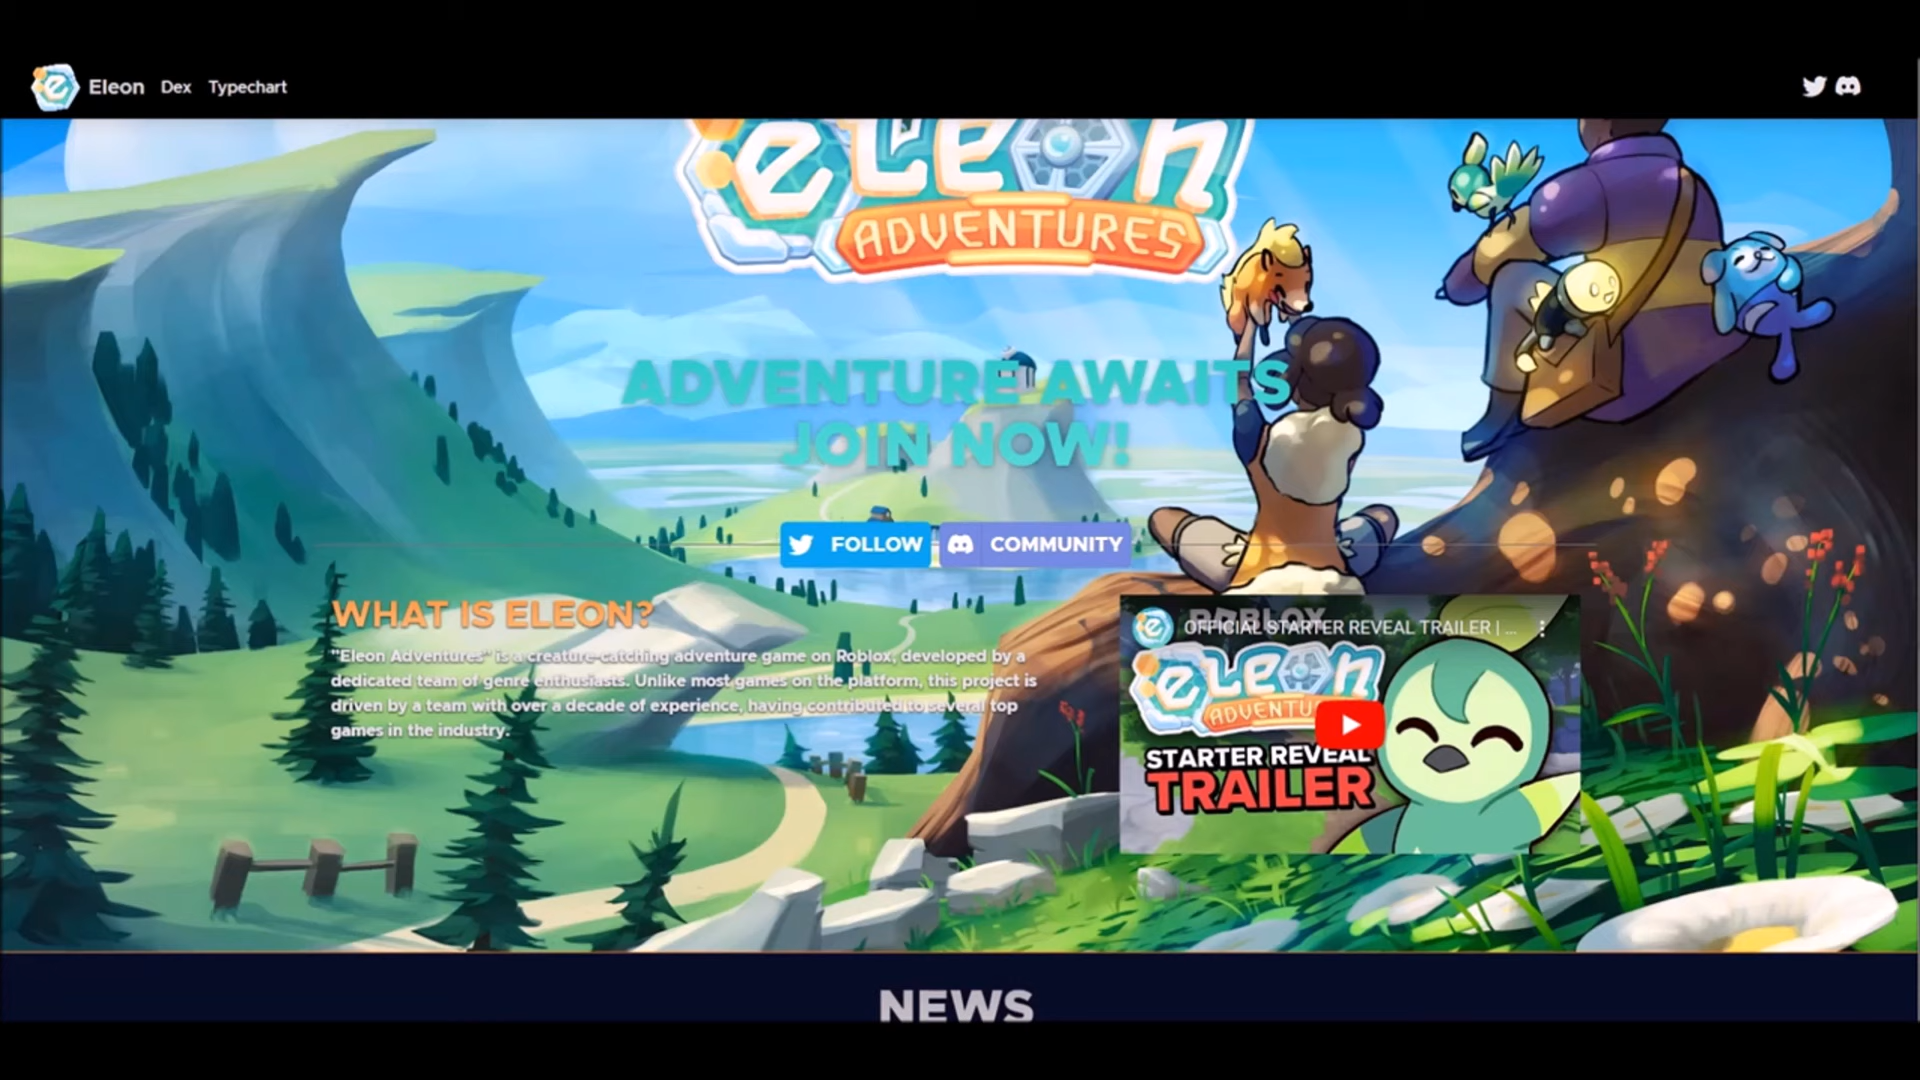 Eleon Dex Typechart
eleon
ADVENTURES
ADVENTURE AWAITS
JOIN NOW!
FOLLOW COMMUNITY
WHAT IS ELEON?
"Eleon Adventures" is a creature-catching adventure game on Roblox, developed by a
dedicated team of genre enthusiasts. Unlike most games on the platform, this project is
driven by a team with over a decade of experience, having contributed to several top
games in the industry.
ROBLOX
OFFICIAL STARTER REVEAL TRAILER | ...
eleon
ADVENTU
STARTER REVEAL
TRAILER
NEWS